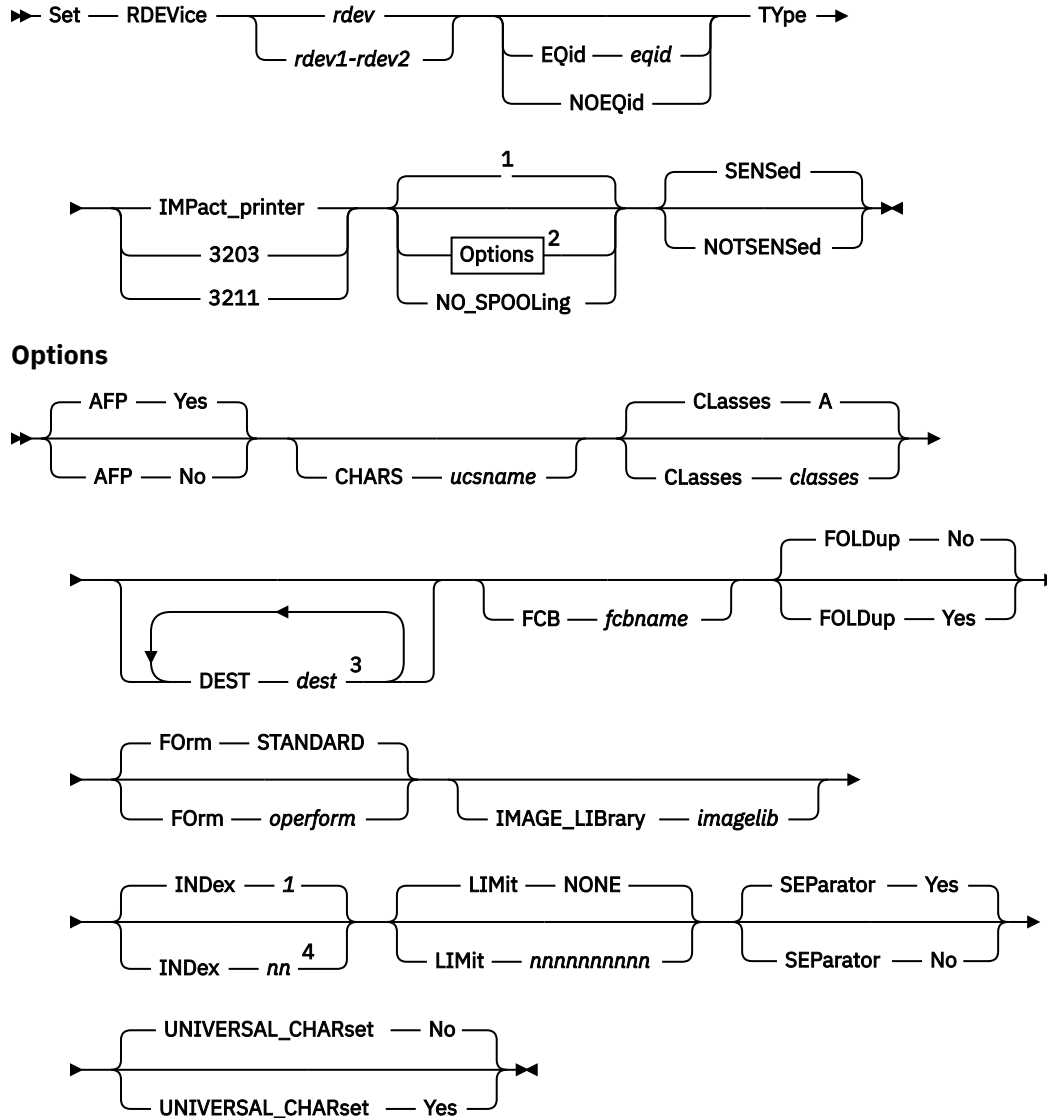 Set RDEVice rdev TYpe
rdev1-rdev2 EQid eqid
NOEQid
1
SENSed
IMPact_printer
3203 Options 2 NOTSENSed
3211 NO_SPOOLing
Options
AFP Yes CLasses A
AFP No CHARS ucsname CLasses classes
FOLDup No
FCB fcbname FOLDup Yes
DEST dest 3
FOrm STANDARD
FOrm operform IMAGE_LIBrary imagelib
INDex 1 LIMit NONE SEParator Yes
INDex nn 4 LIMit nnnnnnnnnn SEParator No
UNIVERSAL_CHARset No
UNIVERSAL_CHARset Yes